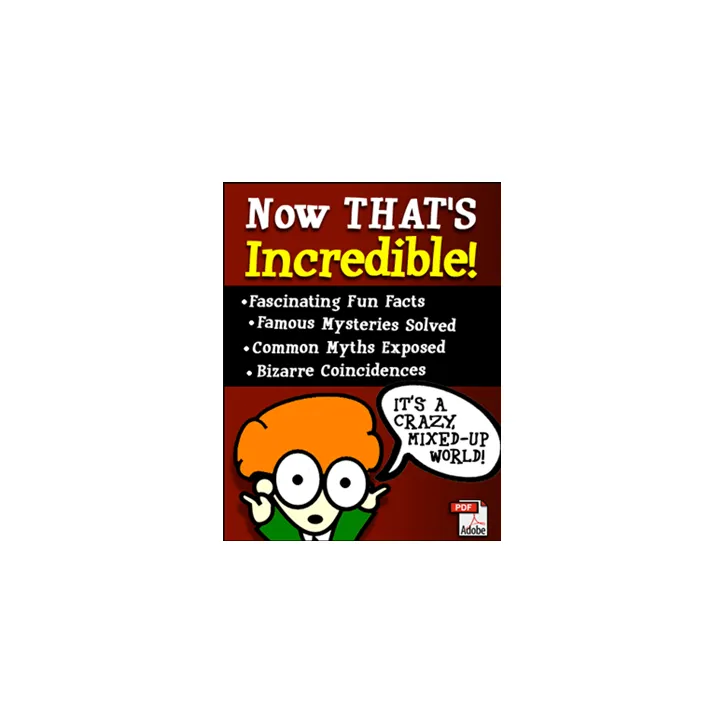 Now THAT'S
Incredible!
•Fascinating Fun Facts
•Famous Mysteries Solved
•Common Myths Exposed
•Bizarre Coincidences
IT'S A
CRAZY,
MIXED-UP
WORLD!
PDF
Adobe